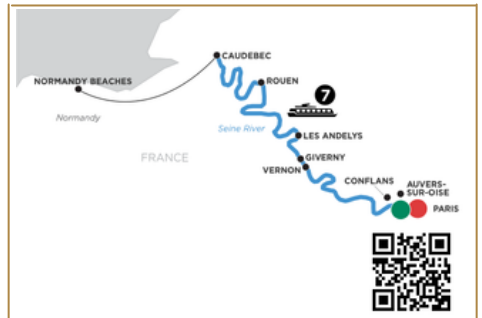 CAUDEBEC
NORMANDY BEACHES
ROUEN
7
Normandy
Seine River
LES ANDELYS
FRANCE
GIVERNY
VERNON
CONFLANS
AUVERS-
SUR-OISE
PARIS